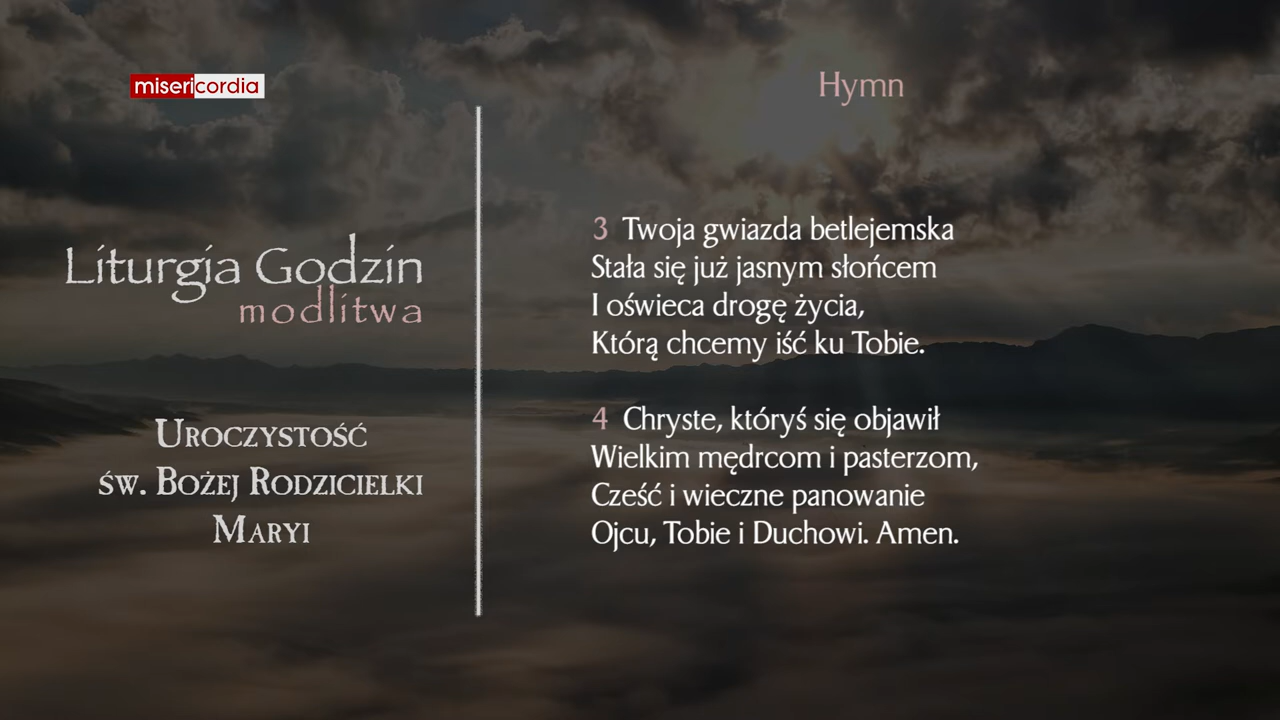 misericordia
Liturgia Godzin
modlitwa
Uroczystość
św. Bożej Rodzicielki
Maryi
Hymn
3 Twoja gwiazda betlejemska
Stała się już jasnym słońcem
I oświeca drogę życia,
Którą chcemy iść ku Tobie.
4 Chryste, któryś się objawił
Wielkim mędrcom i pasterzom,
Cześć i wieczne panowanie
Ojcu, Tobie i Duchowi. Amen.